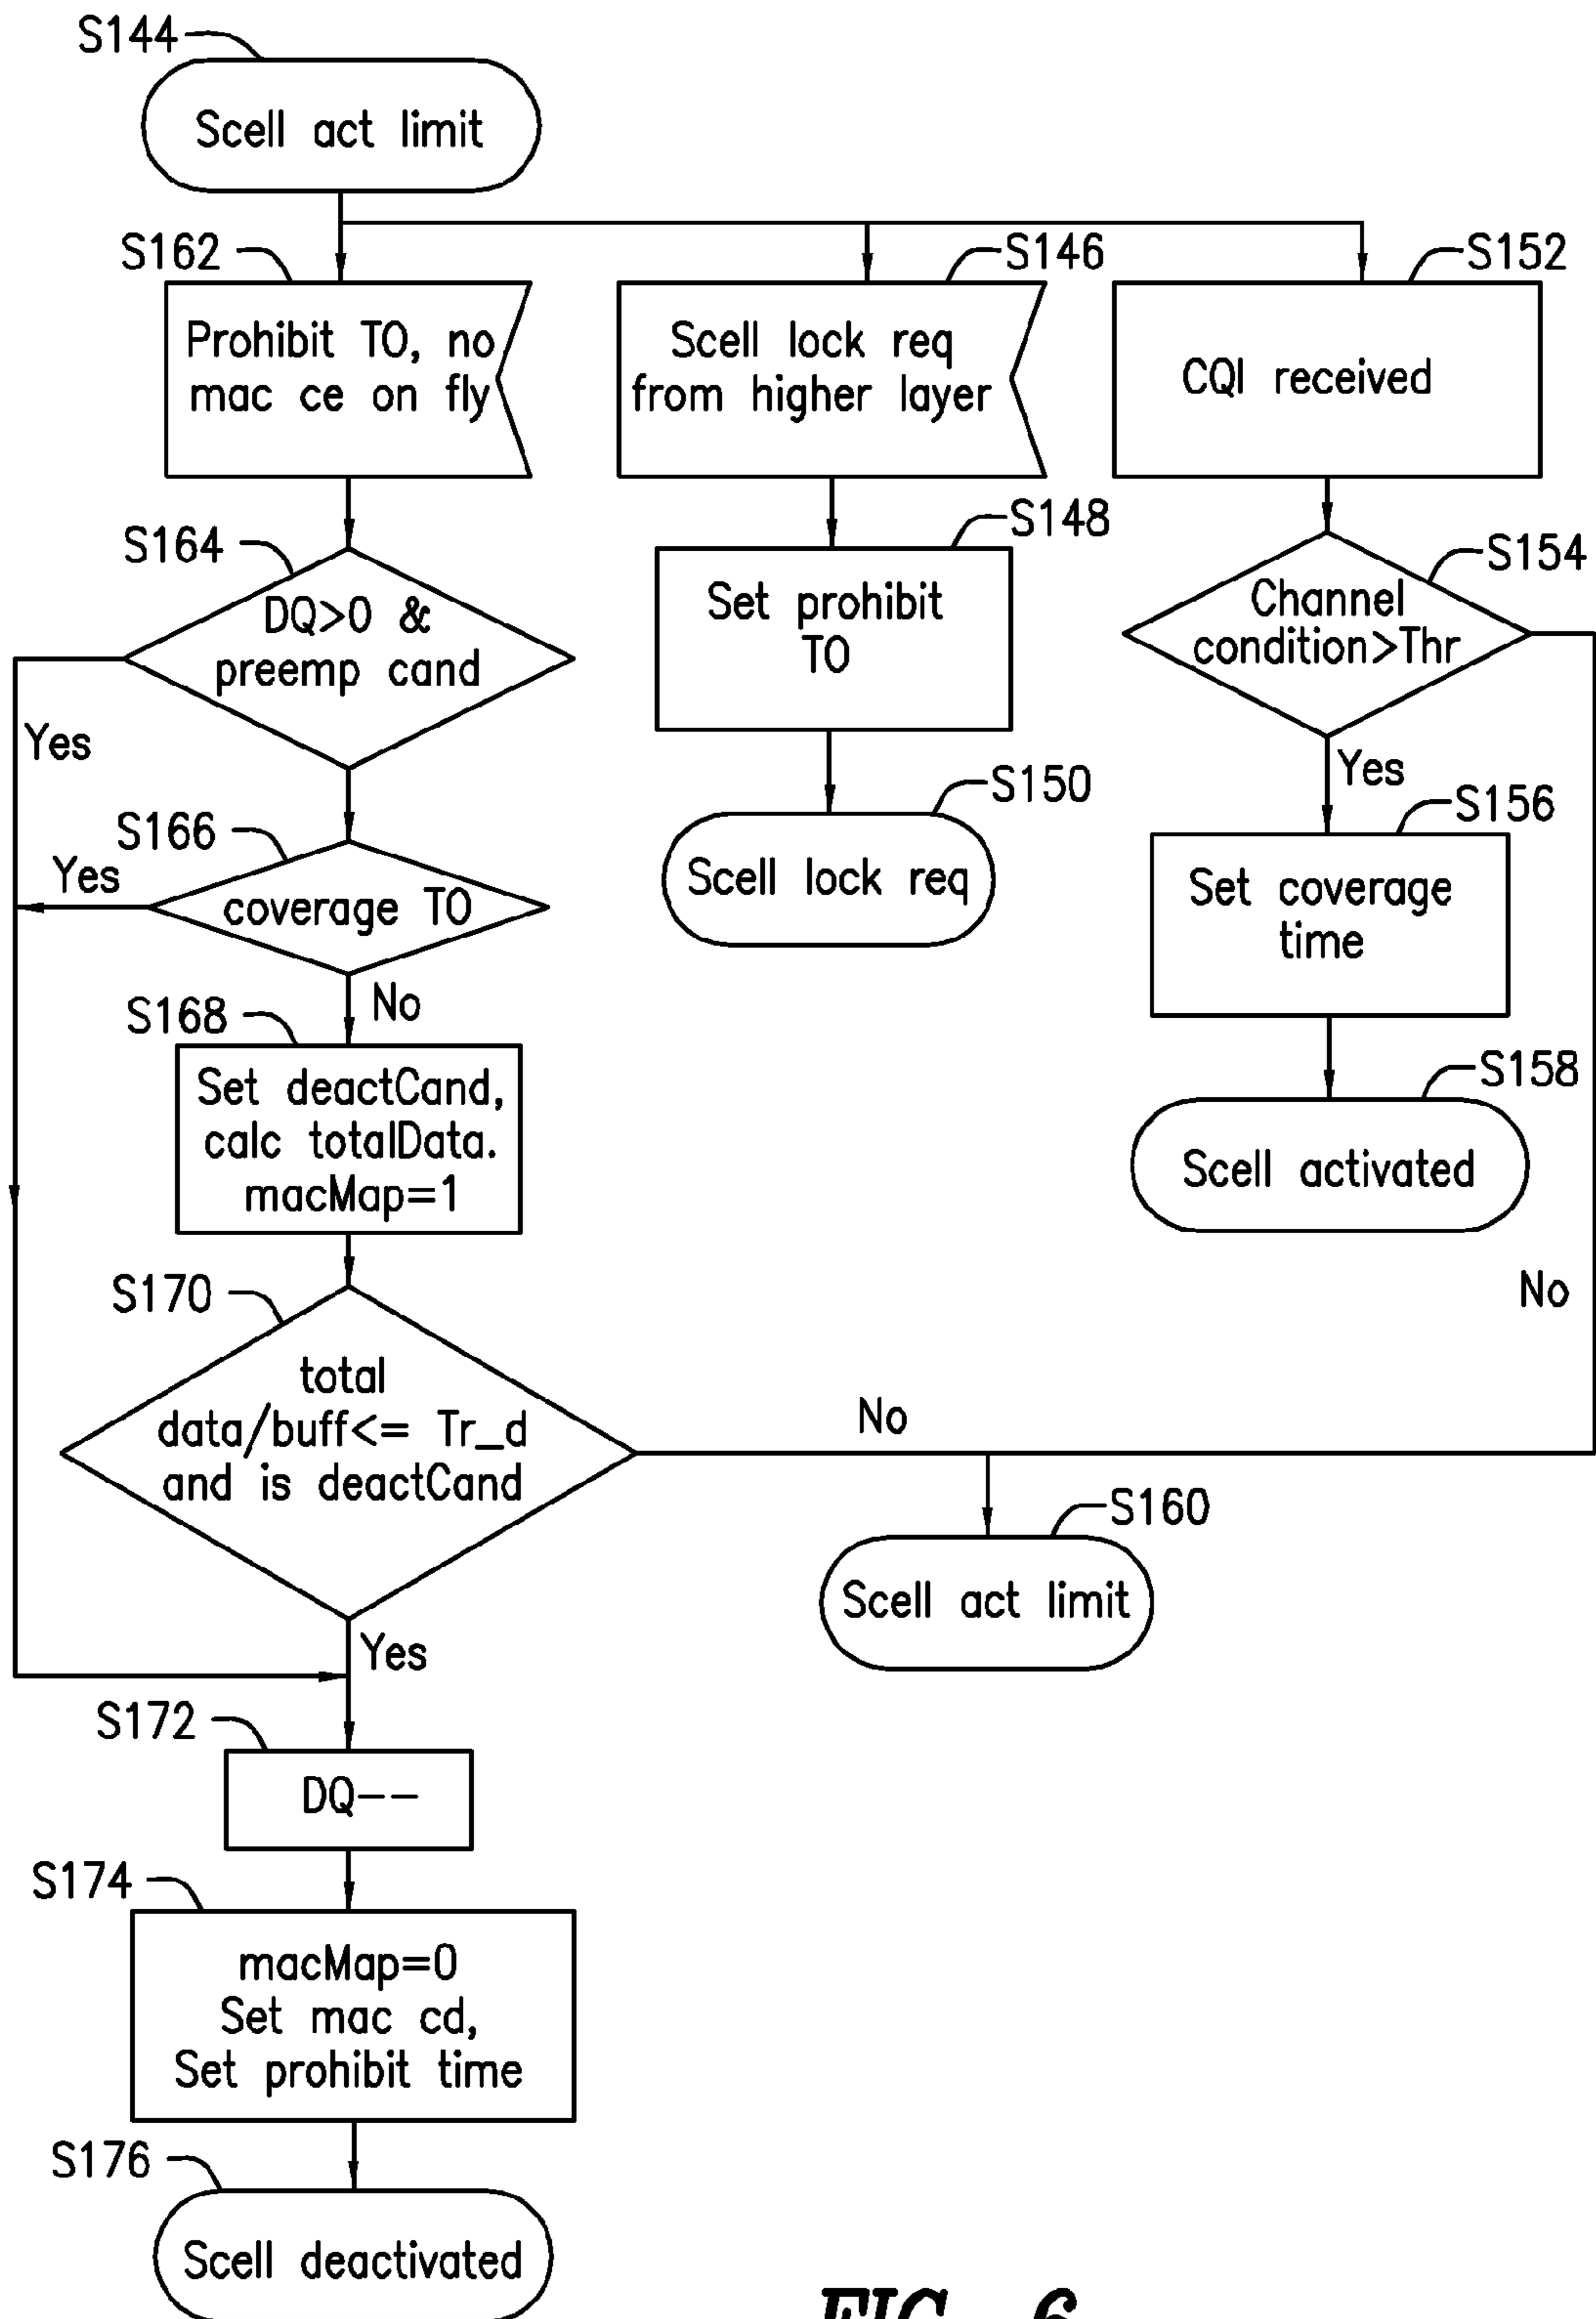 S144
Scell act limit
S162
Prohibit TO, no
mac ce on fly
S146
Scell lock req
from higher layer
S152
CQI received
S164
DQ>0 &
preemp cand
Yes
S148
Set prohibit
TO
S154
Channel
condition>Thr
Yes
No
S166
coverage TO
Yes
No
S150
Scell lock req
S156
Set coverage
time
S168
Set deactCand,
calc totalData.
macMap=1
S158
Scell activated
S170
total
data/buff<= Tr_d
and is deactCand
No
Yes
S160
Scell act limit
S172
DQ--
S174
macMap=0
Set mac cd,
Set prohibit time
S176
Scell deactivated
FIG. 6